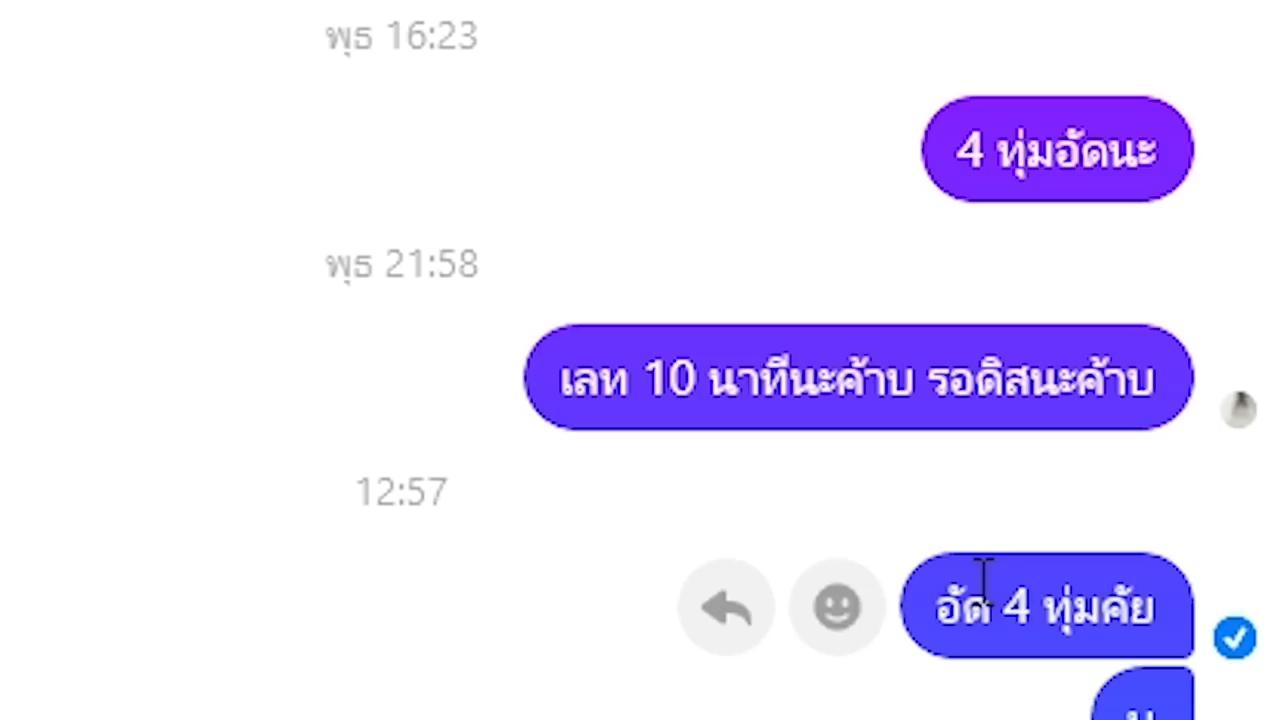 พุธ 16:23
4 ทุ่มอัดนะ
พุธ 21:58
เลท 10 นาทีนะค้าบ รอดิสนะค้าบ
12:57
อัด 4 ทุ่มคัย